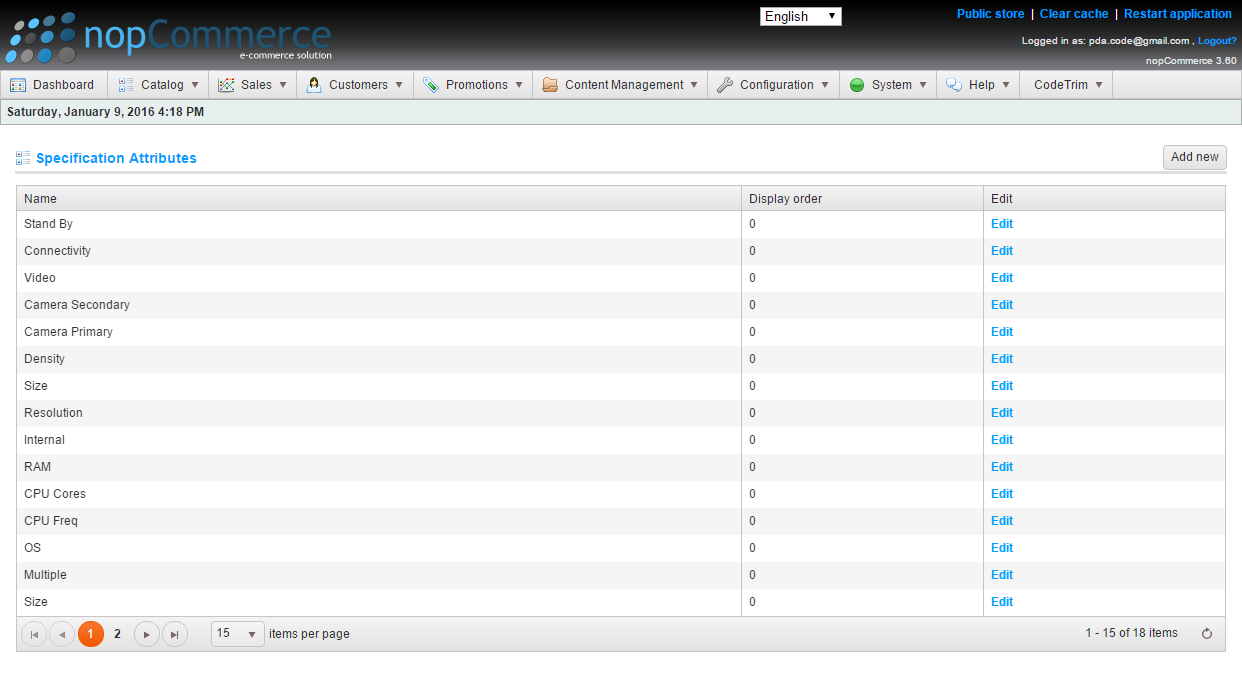 nopCommerce
e-commerce solution
English
Public store | Clear cache | Restart application
Logged in as: pda.code@gmail.com , Logout?
nopCommerce 3.60
Dashboard Catalog Sales Customers Promotions Content Management Configuration System Help CodeTrim
Saturday, January 9, 2016 4:18 PM
Specification Attributes
Add new
Name Display order Edit
Stand By 0 Edit
Connectivity 0 Edit
Video 0 Edit
Camera Secondary 0 Edit
Camera Primary 0 Edit
Density 0 Edit
Size 0 Edit
Resolution 0 Edit
Internal 0 Edit
RAM 0 Edit
CPU Cores 0 Edit
CPU Freq 0 Edit
OS 0 Edit
Multiple 0 Edit
Size 0 Edit
1 2 15 items per page 1 - 15 of 18 items